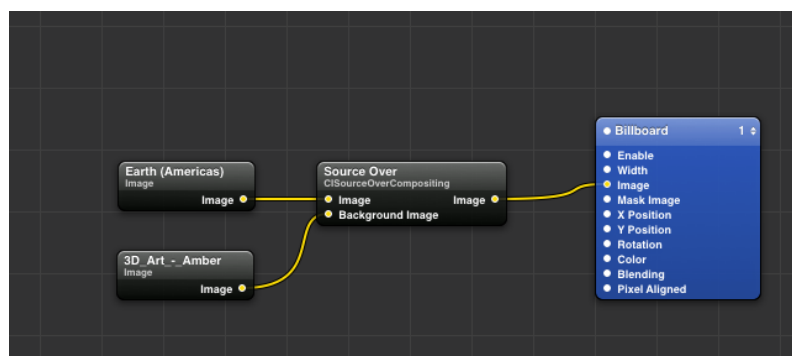 Earth (Americas)
Image
Image
3D_Art_-_Amber
Image
Image
Source Over
CISourceOverCompositing
Image Image
Background Image
Billboard 1
Enable
Width
Image
Mask Image
X Position
Y Position
Rotation
Color
Blending
Pixel Aligned